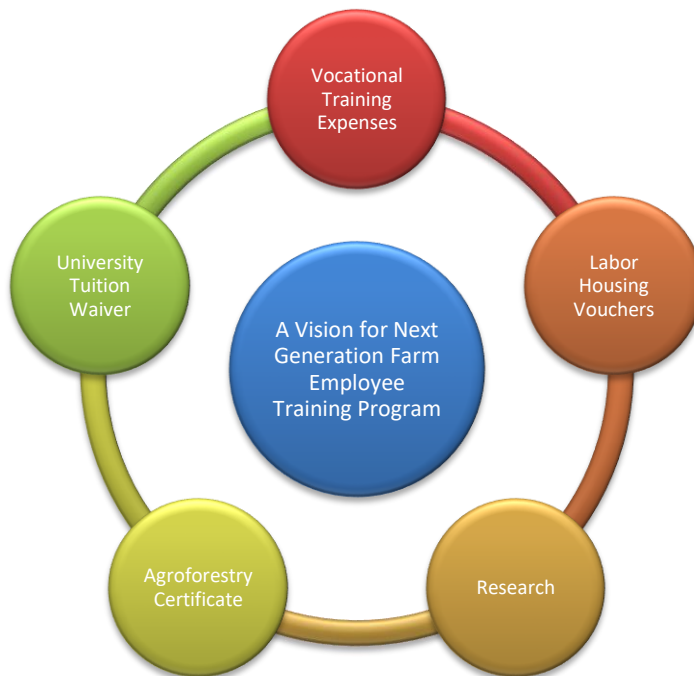 Vocational
Training
Expenses
Labor
Housing
Vouchers
Research
Agroforestry
Certificate
University
Tuition
Waiver
A Vision for Next
Generation Farm
Employee
Training Program